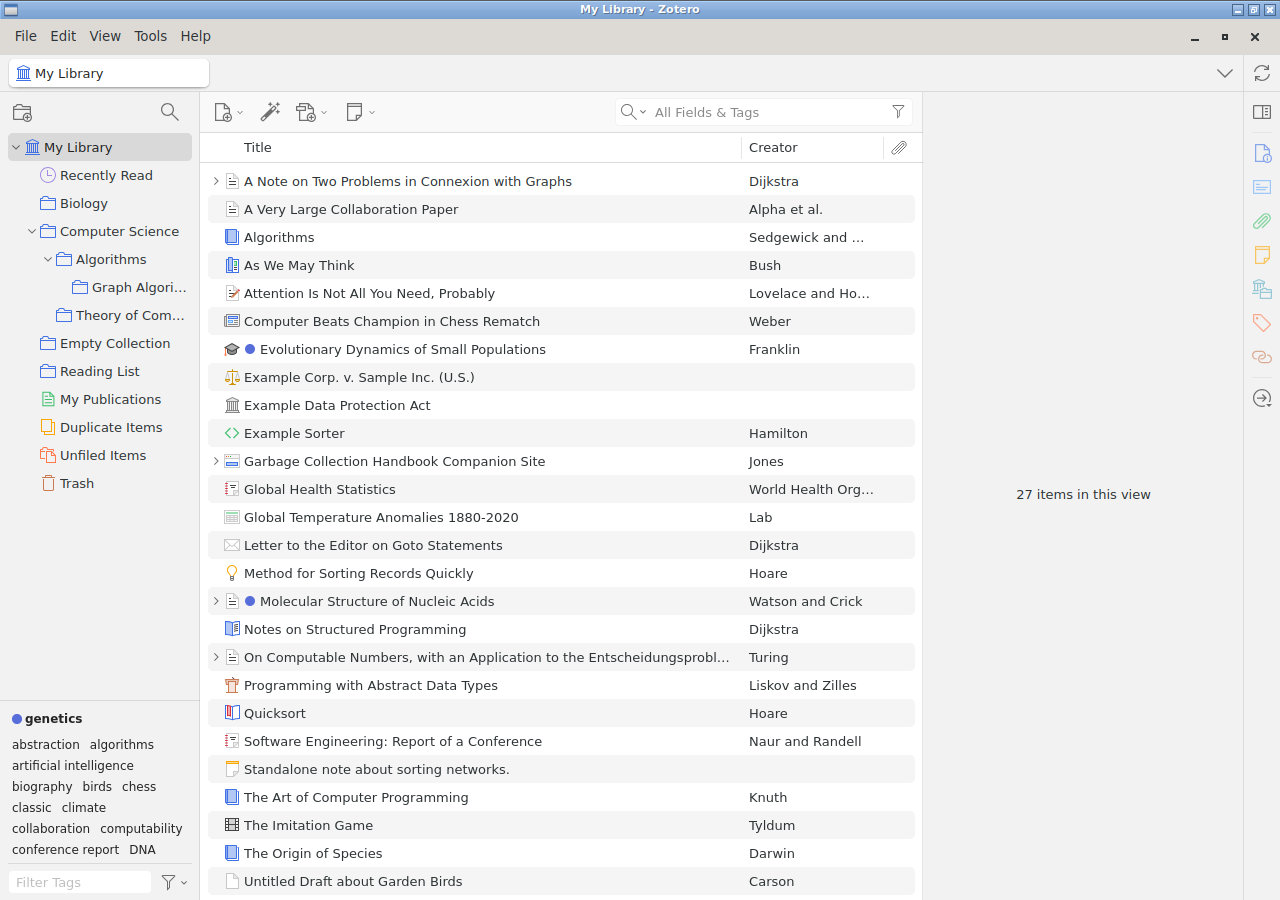 My Library - Zotero
File Edit View Tools Help
My Library
All Fields & Tags
My Library
Recently Read
Biology
Computer Science
Algorithms
Graph Algori...
Theory of Com...
Empty Collection
Reading List
My Publications
Duplicate Items
Unfiled Items
Trash
genetics
abstraction algorithms
artificial intelligence
biography birds chess
classic climate
collaboration computability
conference report DNA
Filter Tags
Title Creator
A Note on Two Problems in Connexion with Graphs Dijkstra
A Very Large Collaboration Paper Alpha et al.
Algorithms Sedgewick and ...
As We May Think Bush
Attention Is Not All You Need, Probably Lovelace and Ho...
Computer Beats Champion in Chess Rematch Weber
Evolutionary Dynamics of Small Populations Franklin
Example Corp. v. Sample Inc. (U.S.)
Example Data Protection Act
Example Sorter Hamilton
Garbage Collection Handbook Companion Site Jones
Global Health Statistics World Health Org...
Global Temperature Anomalies 1880-2020 Lab
Letter to the Editor on Goto Statements Dijkstra
Method for Sorting Records Quickly Hoare
Molecular Structure of Nucleic Acids Watson and Crick
Notes on Structured Programming Dijkstra
On Computable Numbers, with an Application to the Entscheidungsprobl... Turing
Programming with Abstract Data Types Liskov and Zilles
Quicksort Hoare
Software Engineering: Report of a Conference Naur and Randell
Standalone note about sorting networks.
The Art of Computer Programming Knuth
The Imitation Game Tyldum
The Origin of Species Darwin
Untitled Draft about Garden Birds Carson
27 items in this view